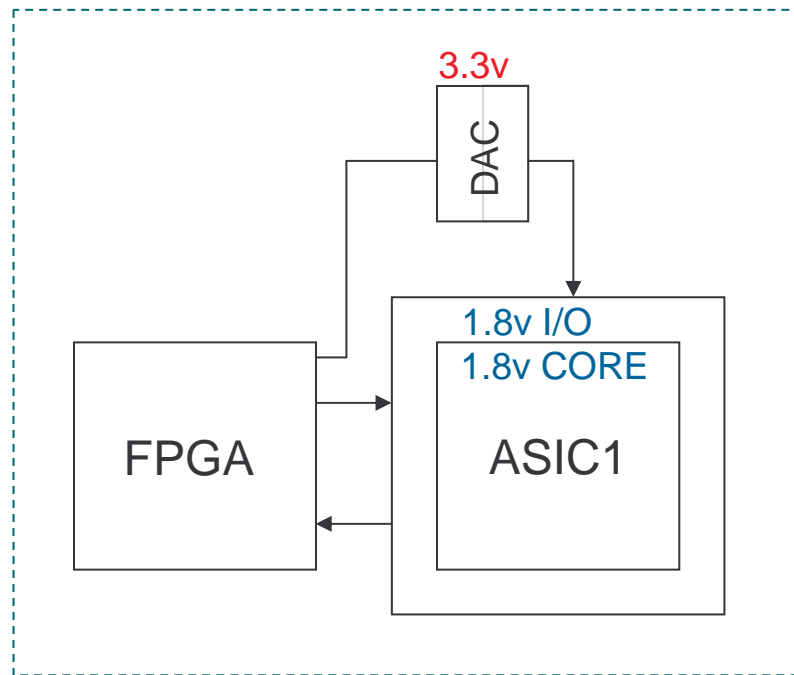 3.3v
DAC
1.8v I/O
1.8v CORE
FPGA
ASIC1